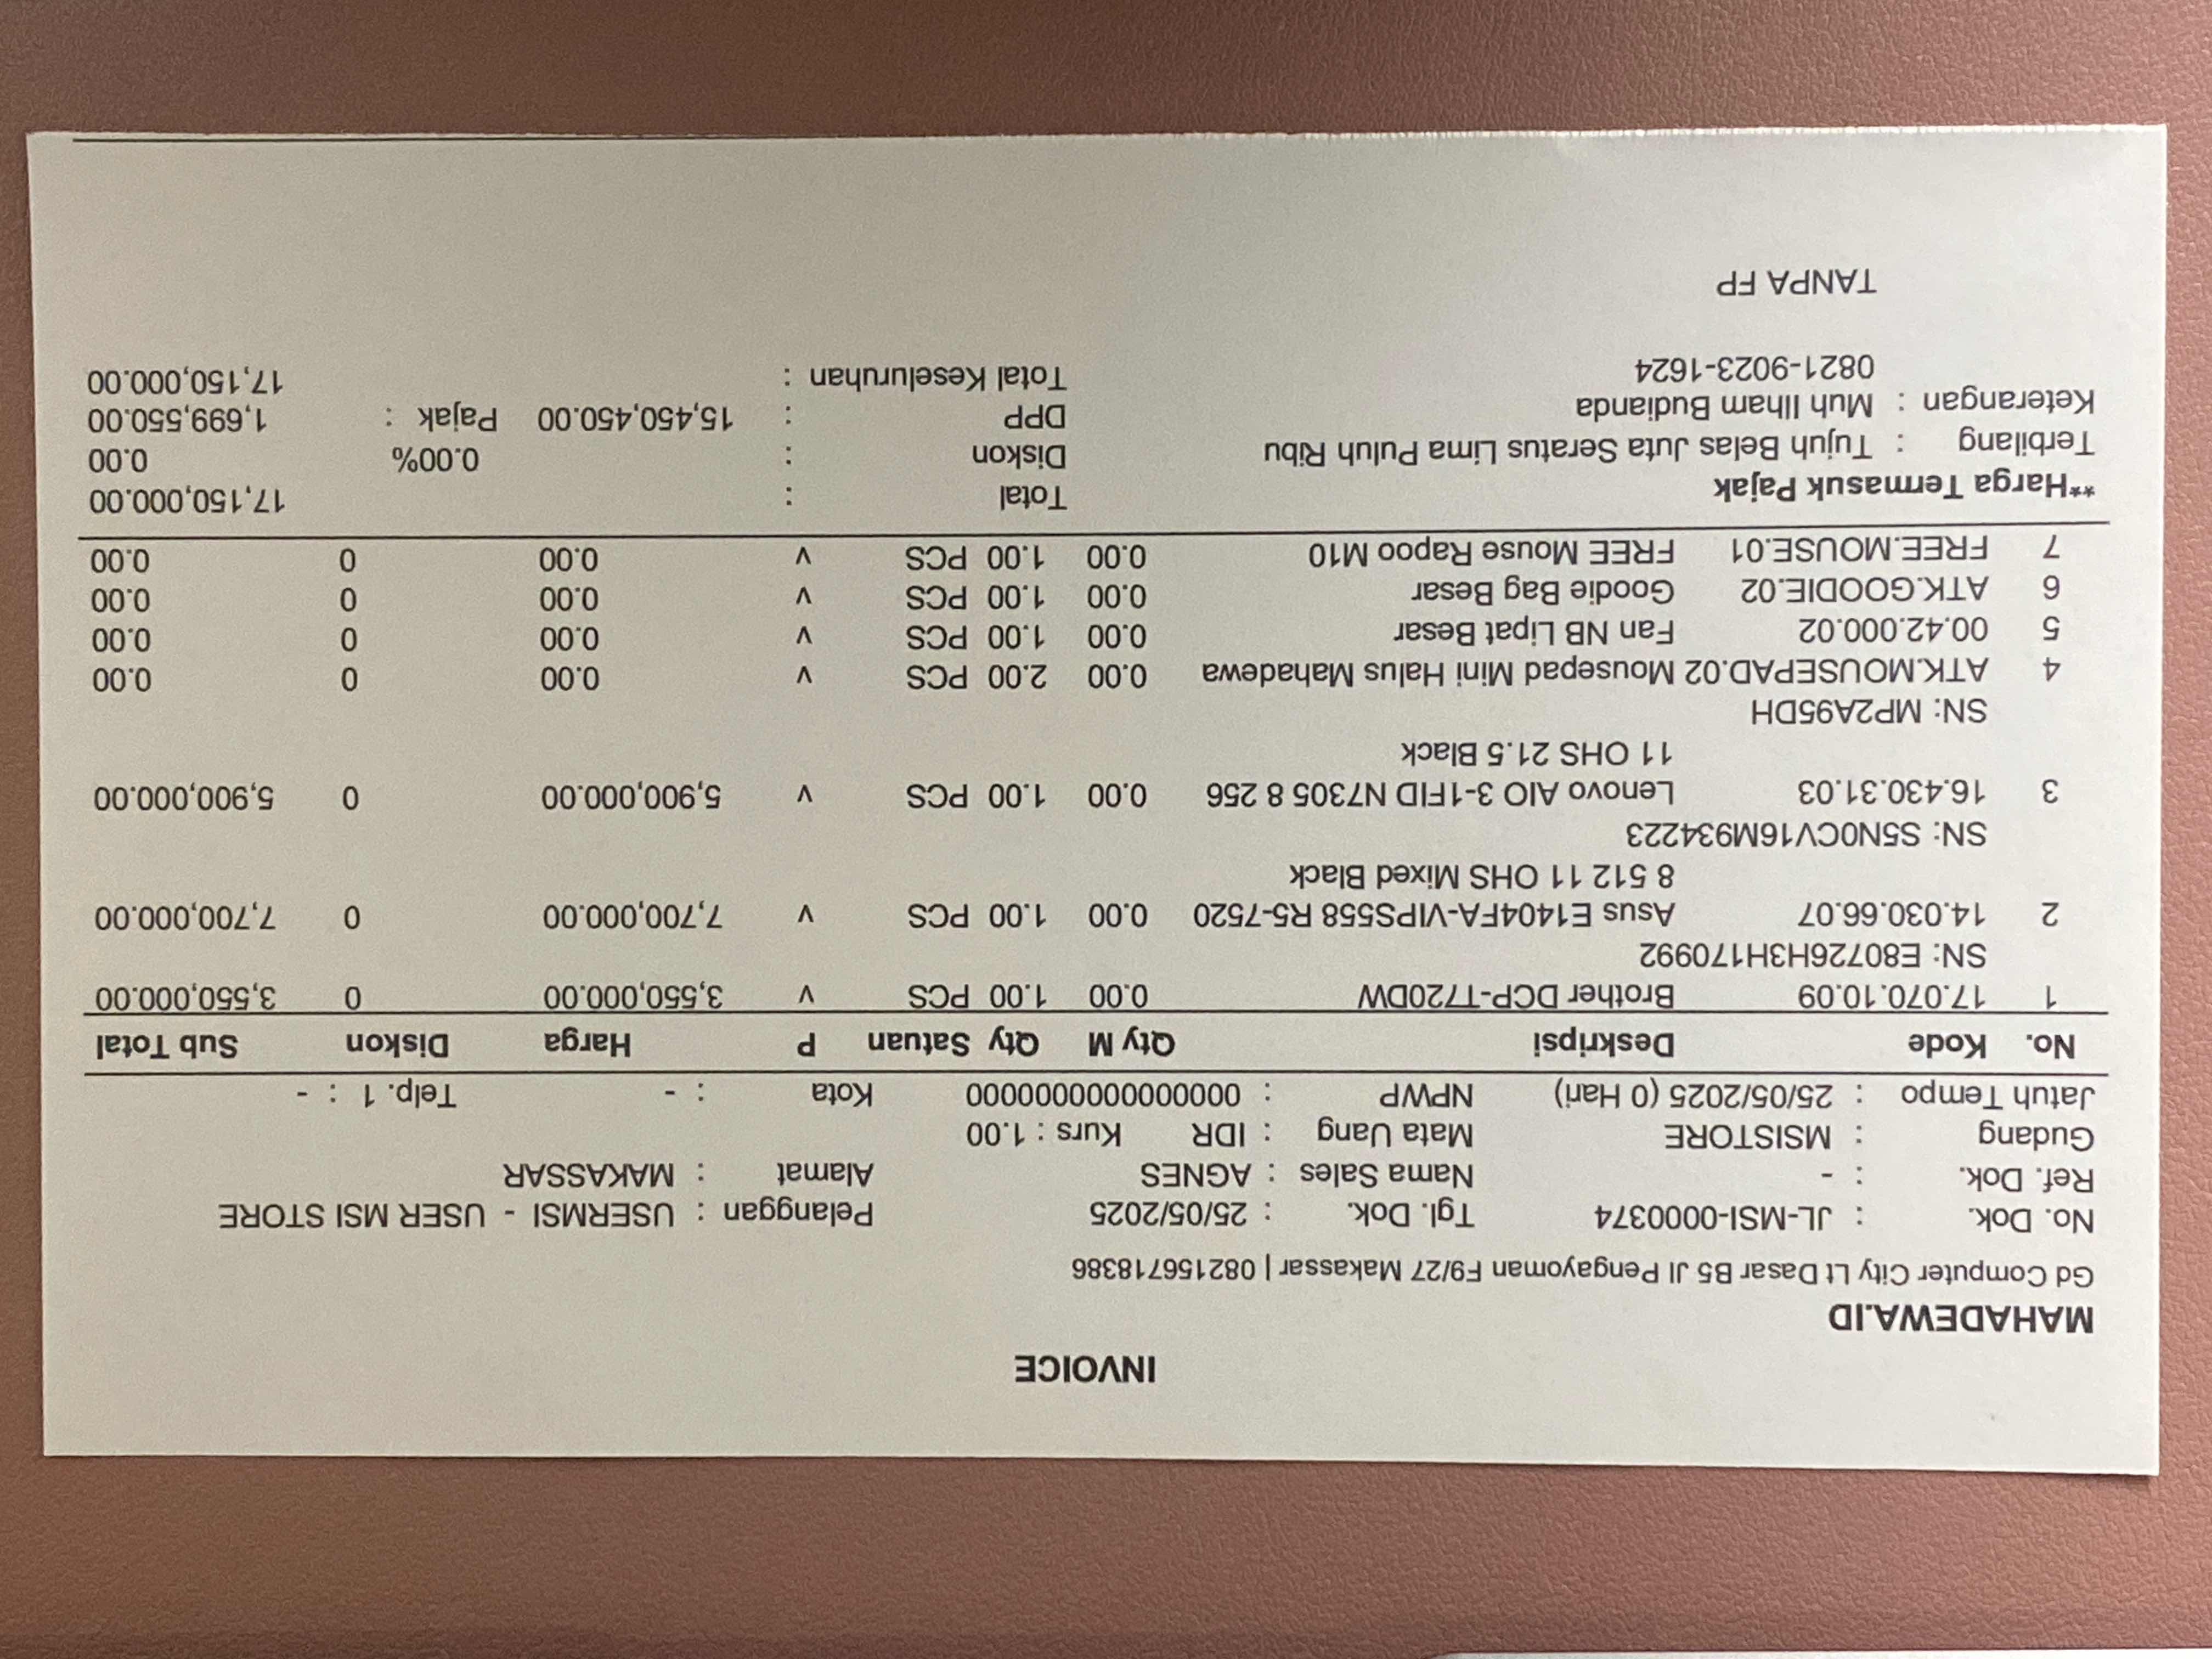 INVOICE
MAHADEWA.ID
Gd Computer City Lt Dasar B5 Jl Pengayoman F9/27 Makassar | 082156718386
No. Dok. : JL-MSI-0000374 Tgl. Dok. : 25/05/2025 Pelanggan : USERMSI - USER MSI STORE
Ref. Dok. : - Nama Sales : AGNES Alamat : MAKASSAR
Gudang : MSISTORE Mata Uang : IDR Kurs : 1.00
Jatuh Tempo : 25/05/2025 (0 Hari) NPWP : 0000000000000000 Kota : - Telp. 1 : -
No. Kode Deskripsi Qty M Qty Satuan P Harga Diskon Sub Total
1 17.070.10.09 Brother DCP-T720DW 0.00 1.00 PCS v 3,550,000.00 0 3,550,000.00
SN: E80726H3H170992
2 14.030.66.07 Asus E1404FA-VIPS558 R5-7520 0.00 1.00 PCS v 7,700,000.00 0 7,700,000.00
8 512 11 OHS Mixed Black
SN: S5N0CV16M934223
3 16.430.31.03 Lenovo AIO 3-1FID N7305 8 256 0.00 1.00 PCS v 5,900,000.00 0 5,900,000.00
11 OHS 21.5 Black
SN: MP2A95DH
4 ATK.MOUSEPAD.02 Mousepad Mini Halus Mahadewa 0.00 2.00 PCS v 0.00 0 0.00
5 00.42.000.02 Fan NB Lipat Besar 0.00 1.00 PCS v 0.00 0 0.00
6 ATK.GOODIE.02 Goodie Bag Besar 0.00 1.00 PCS v 0.00 0 0.00
7 FREE.MOUSE.01 FREE Mouse Rapoo M10 0.00 1.00 PCS v 0.00 0 0.00
**Harga Termasuk Pajak Total : 17,150,000.00
Terbilang : Tujuh Belas Juta Seratus Lima Puluh Ribu Diskon : 0.00% 0.00
Keterangan : Muh Ilham Budianda DPP : 15,450,450.00 Pajak : 1,699,550.00
0821-9023-1624 Total Keseluruhan : 17,150,000.00
TANPA FP